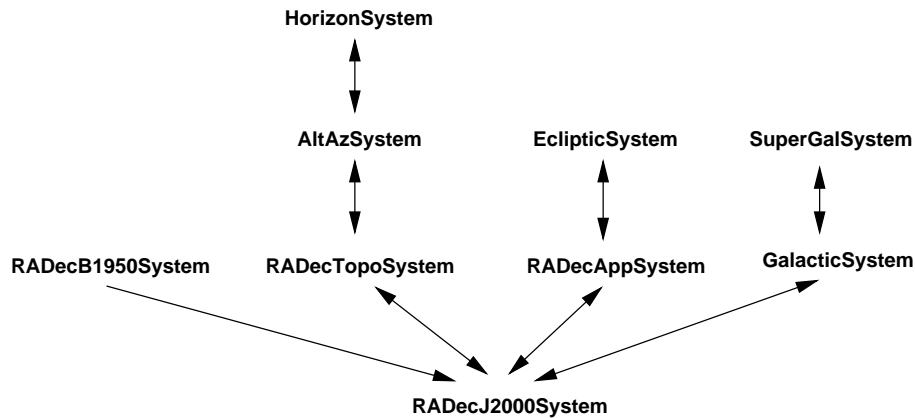 HorizonSystem
AltAzSystem
EclipticSystem
SuperGalSystem
RADecB1950System
RADecTopoSystem
RADecAppSystem
GalacticSystem
RADecJ2000System